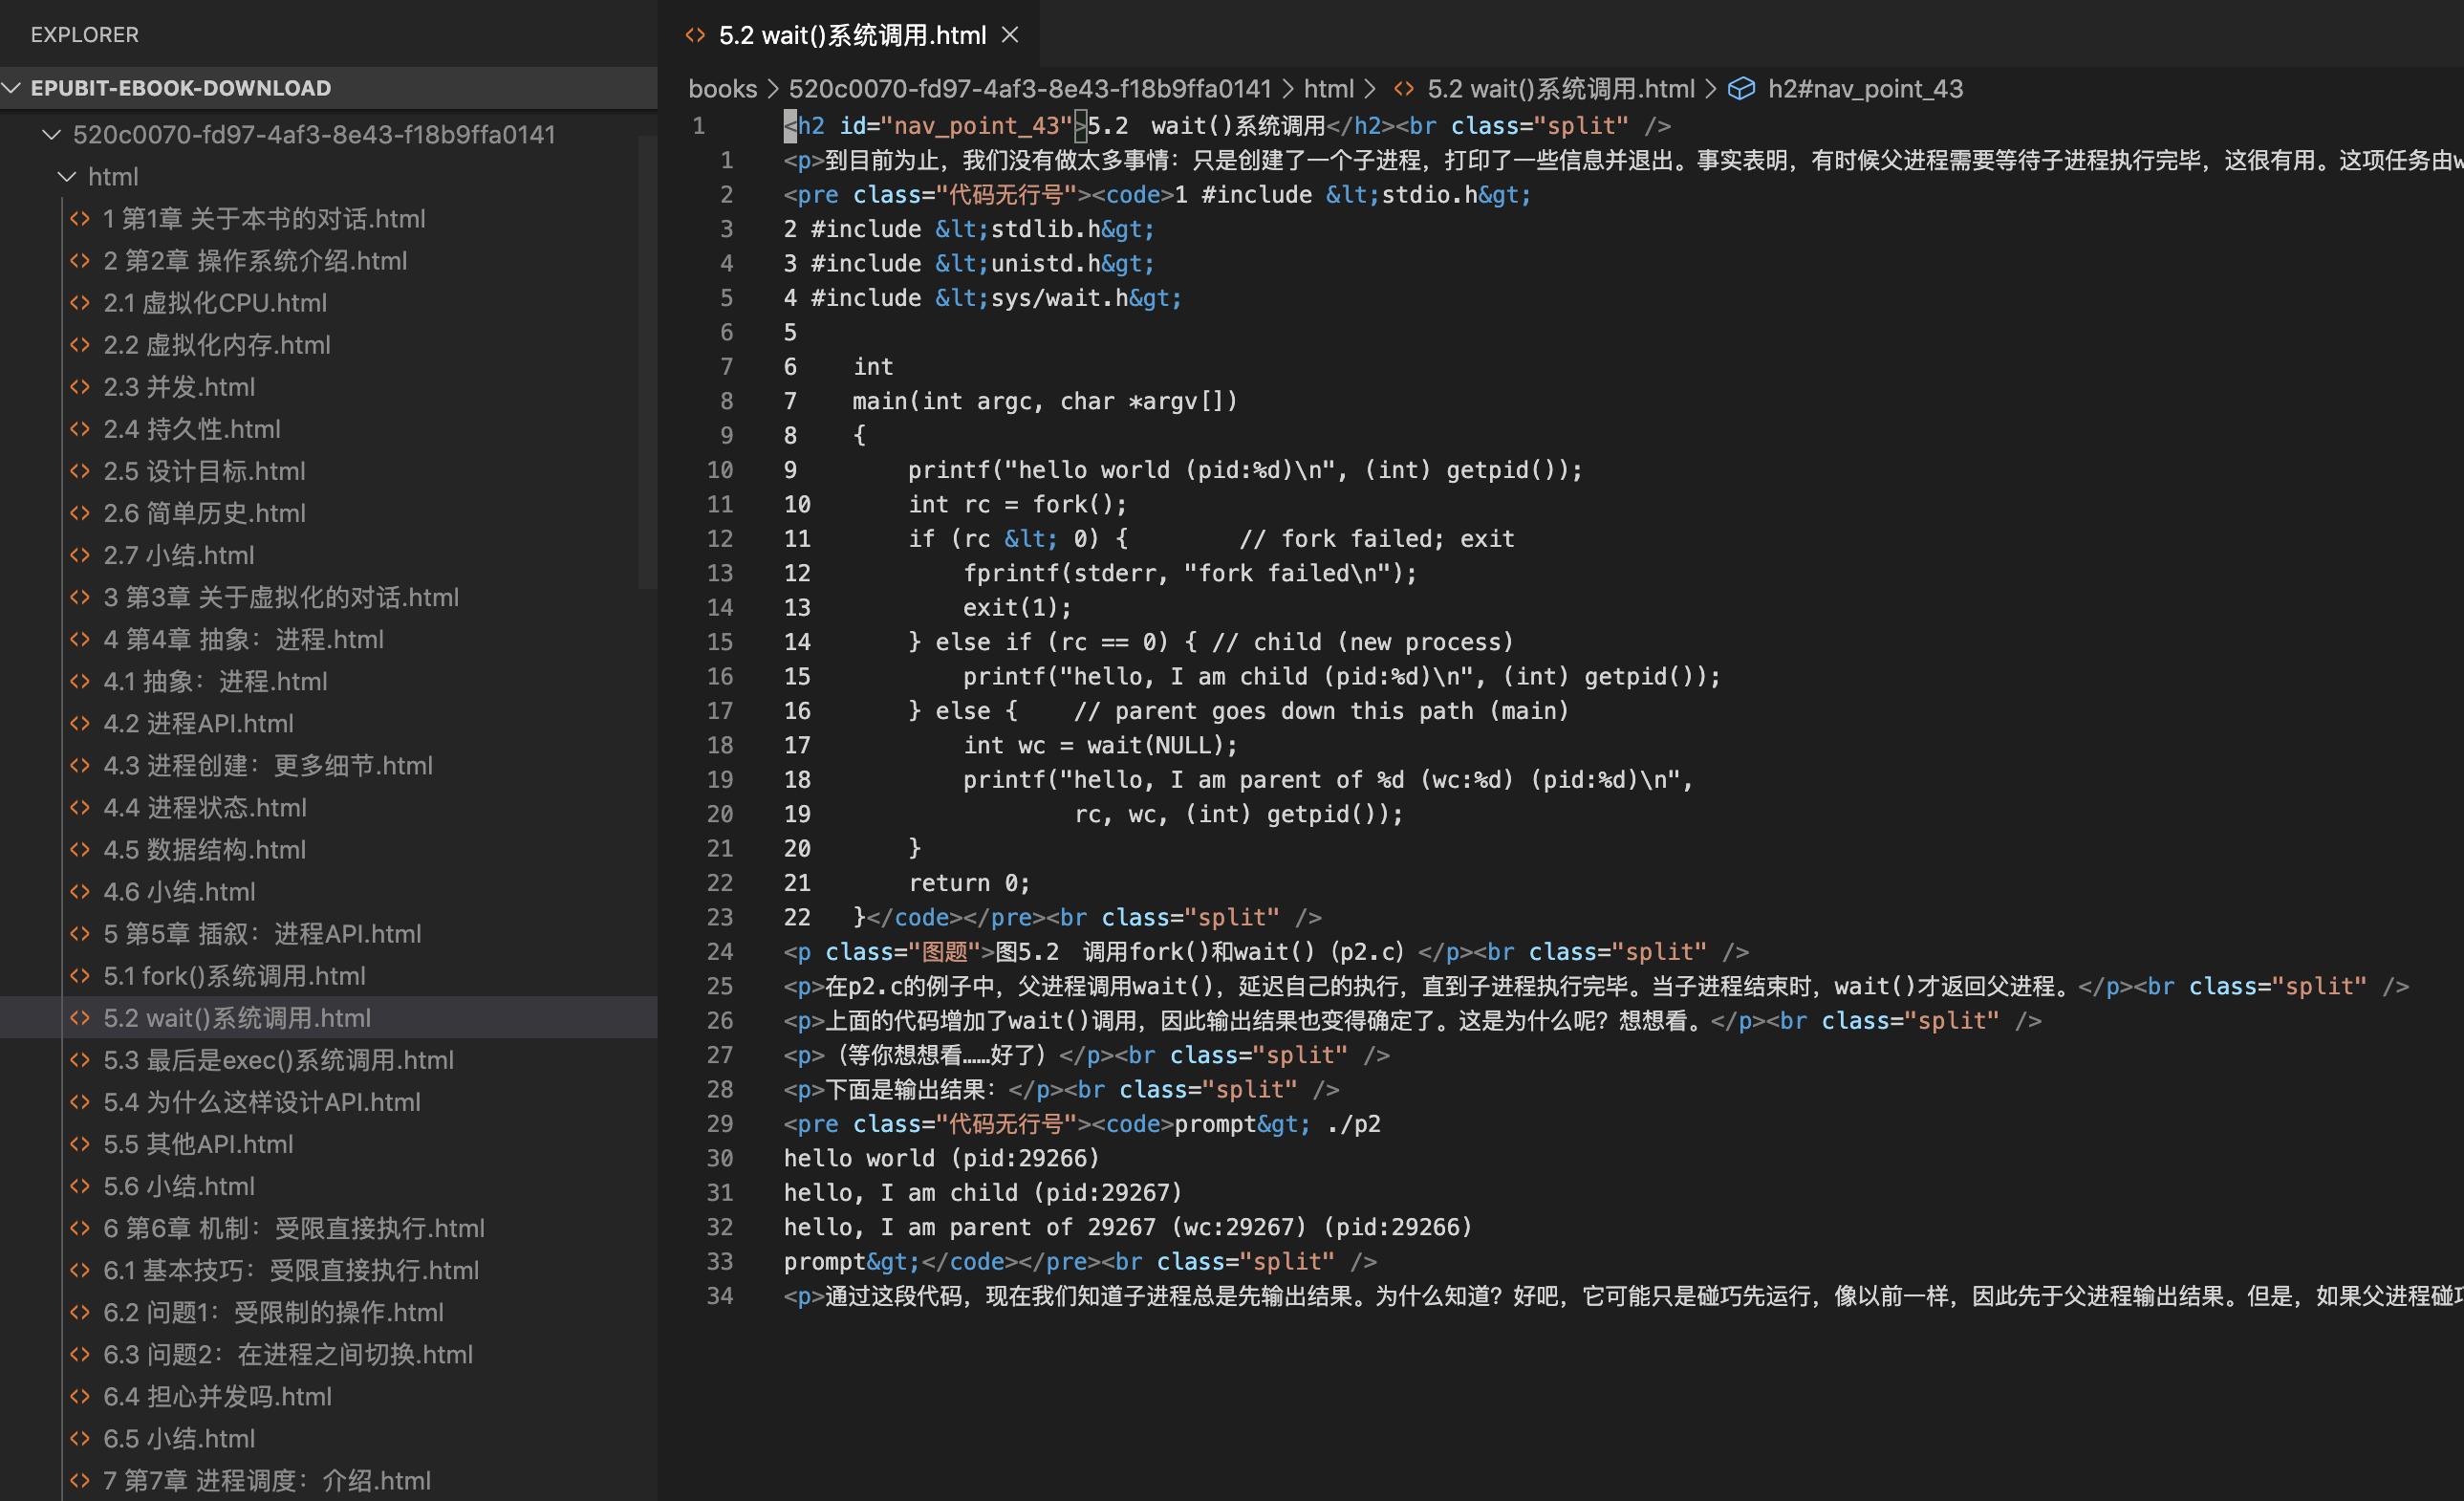 EXPLORER
EPUBIT-EBOOK-DOWNLOAD
520c0070-fd97-4af3-8e43-f18b9ffa0141
html
1 第1章 关于本书的对话.html
2 第2章 操作系统介绍.html
2.1 虚拟化CPU.html
2.2 虚拟化内存.html
2.3 并发.html
2.4 持久性.html
2.5 设计目标.html
2.6 简单历史.html
2.7 小结.html
3 第3章 关于虚拟化的对话.html
4 第4章 抽象：进程.html
4.1 抽象：进程.html
4.2 进程API.html
4.3 进程创建：更多细节.html
4.4 进程状态.html
4.5 数据结构.html
4.6 小结.html
5 第5章 插叙：进程API.html
5.1 fork()系统调用.html
5.2 wait()系统调用.html
5.3 最后是exec()系统调用.html
5.4 为什么这样设计API.html
5.5 其他API.html
5.6 小结.html
6 第6章 机制：受限直接执行.html
6.1 基本技巧：受限直接执行.html
6.2 问题1：受限制的操作.html
6.3 问题2：在进程之间切换.html
6.4 担心并发吗.html
6.5 小结.html
7 第7章 进程调度：介绍.html
5.2 wait()系统调用.html
books > 520c0070-fd97-4af3-8e43-f18b9ffa0141 > html > 5.2 wait()系统调用.html > h2#nav_point_43
1 <h2 id="nav_point_43">5.2 wait()系统调用</h2><br class="split" />
1 <p>到目前为止，我们没有做太多事情：只是创建了一个子进程，打印了一些信息并退出。事实表明，有时候父进程需要等待子进程执行完毕，这很有用。这项任务由w
2 <pre class="代码无行号"><code>1 #include &lt;stdio.h&gt;
3 2 #include &lt;stdlib.h&gt;
4 3 #include &lt;unistd.h&gt;
5 4 #include &lt;sys/wait.h&gt;
6 5
7 6    int
8 7    main(int argc, char *argv[])
9 8    {
10 9        printf("hello world (pid:%d)\n", (int) getpid());
11 10       int rc = fork();
12 11       if (rc &lt; 0) {        // fork failed; exit
13 12           fprintf(stderr, "fork failed\n");
14 13           exit(1);
15 14       } else if (rc == 0) { // child (new process)
16 15           printf("hello, I am child (pid:%d)\n", (int) getpid());
17 16       } else {    // parent goes down this path (main)
18 17           int wc = wait(NULL);
19 18           printf("hello, I am parent of %d (wc:%d) (pid:%d)\n",
20 19                   rc, wc, (int) getpid());
21 20       }
22 21       return 0;
23 22   }</code></pre><br class="split" />
24 <p class="图题">图5.2 调用fork()和wait()（p2.c）</p><br class="split" />
25 <p>在p2.c的例子中，父进程调用wait()，延迟自己的执行，直到子进程执行完毕。当子进程结束时，wait()才返回父进程。</p><br class="split" />
26 <p>上面的代码增加了wait()调用，因此输出结果也变得确定了。这是为什么呢？想想看。</p><br class="split" />
27 <p>（等你想想看……好了）</p><br class="split" />
28 <p>下面是输出结果：</p><br class="split" />
29 <pre class="代码无行号"><code>prompt&gt; ./p2
30 hello world (pid:29266)
31 hello, I am child (pid:29267)
32 hello, I am parent of 29267 (wc:29267) (pid:29266)
33 prompt&gt;</code></pre><br class="split" />
34 <p>通过这段代码，现在我们知道子进程总是先输出结果。为什么知道？好吧，它可能只是碰巧先运行，像以前一样，因此先于父进程输出结果。但是，如果父进程碰